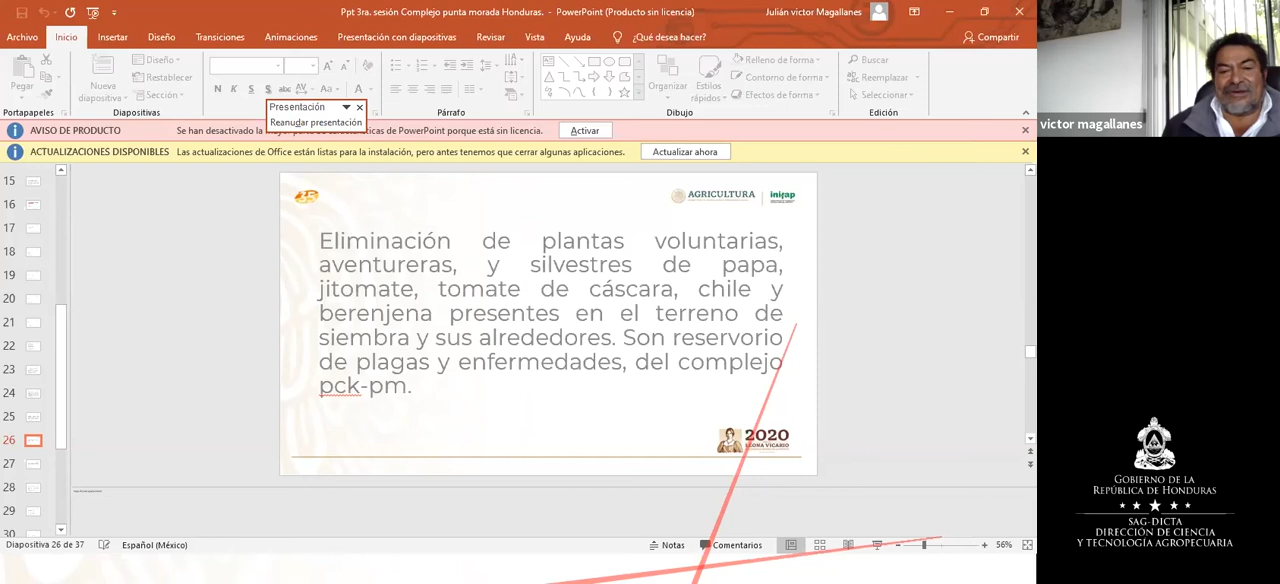 Ppt 3ra. sesión Complejo punta morada Honduras. - PowerPoint (Producto sin licencia)
Julián victor Magallanes
Archivo Inicio Insertar Diseño Transiciones Animaciones Presentación con diapositivas Revisar Vista Ayuda ¿Qué desea hacer? Compartir
Pegar
Nueva diapositiva
Diseño
Restablecer
Sección
N K S S abc AV Aa A
Organizar
Estilos rápidos
Relleno de forma
Contorno de forma
Efectos de forma
Buscar
Reemplazar
Seleccionar
Portapapeles Diapositivas Párrafo Dibujo Edición
Presentación
Reanudar presentación
AVISO DE PRODUCTO Se han desactivado la de PowerPoint porque está sin licencia. Activar
ACTUALIZACIONES DISPONIBLES Las actualizaciones de Office están listas para la instalación, pero antes tenemos que cerrar algunas aplicaciones. Actualizar ahora
15
16
17
18
19
20
21
22
23
24
25
26
27
28
29
30
35
AGRICULTURA
inifap
Eliminación de plantas voluntarias,
aventureras, y silvestres de papa,
jitomate, tomate de cáscara, chile y
berenjena presentes en el terreno de
siembra y sus alrededores. Son reservorio
de plagas y enfermedades, del complejo
pck-pm.
2020
LEONA VICARIO
Diapositiva 26 de 37 Español (México) Notas Comentarios 56%
victor magallanes
GOBIERNO DE LA
REPÚBLICA DE HONDURAS
SAG-DICTA
DIRECCIÓN DE CIENCIA
Y TECNOLOGÍA AGROPECUARIA